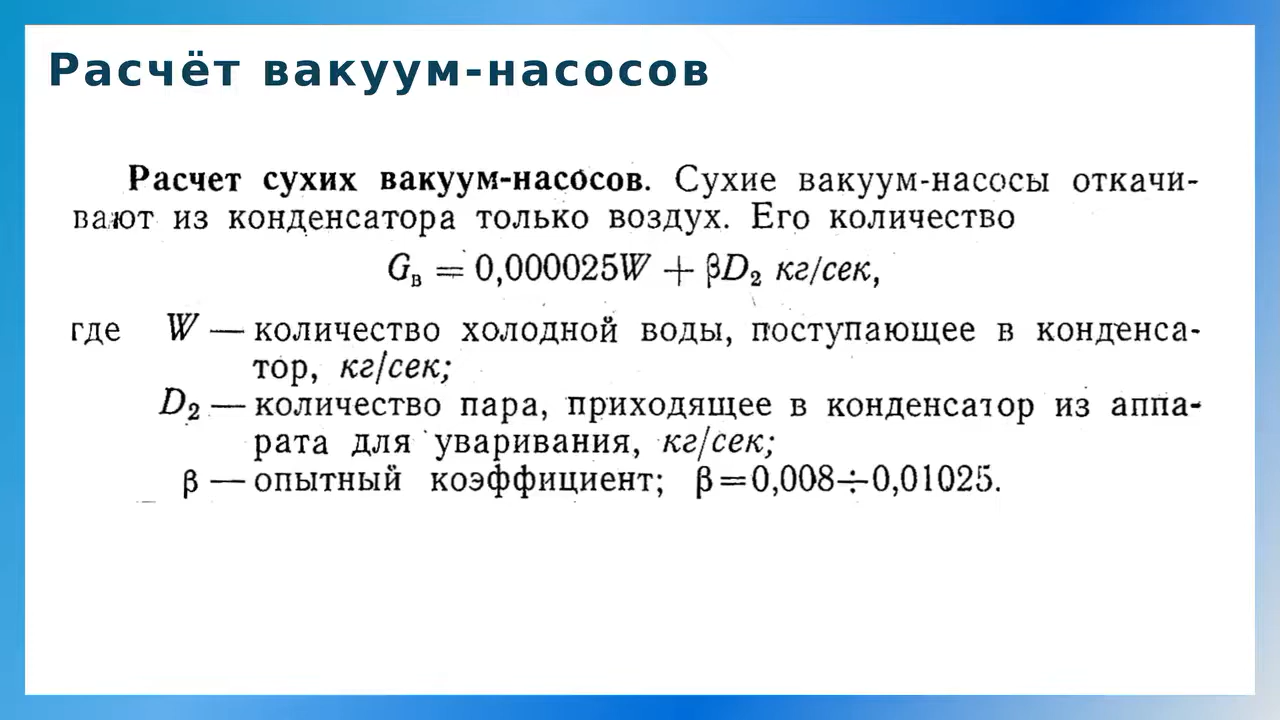 Расчёт вакуум-насосов
Расчет сухих вакуум-насосов. Сухие вакуум-насосы откачи-
вают из конденсатора только воздух. Его количество
Gв = 0,000025W + βD₂ кг/сек,
где W — количество холодной воды, поступающее в конденса-
тор, кг/сек;
D₂ — количество пара, приходящее в конденсатор из аппа-
рата для уваривания, кг/сек;
β — опытный коэффициент; β=0,008÷0,01025.